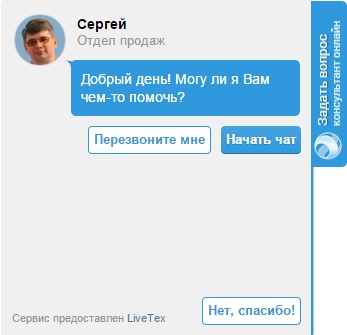 Сергей
Отдел продаж
Добрый день! Могу ли я Вам
чем-то помочь?
Перезвоните мне
Начать чат
Нет, спасибо!
Сервис предоставлен LiveTex
Задать вопрос
консультант онлайн